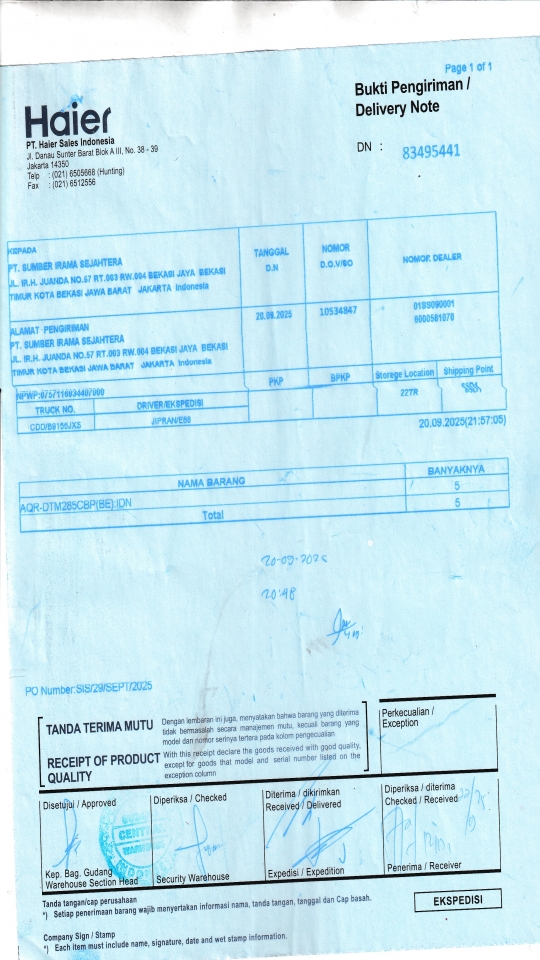 Page 1 of 1
Haier
Bukti Pengiriman /
Delivery Note
PT. Haier Sales Indonesia
Jl. Danau Sunter Barat Blok A III, No. 38 - 39
Jakarta 14350
Telp : (021) 6505668 (Hunting)
Fax : (021) 6512556
DN : 83495441
KEPADA
PT. SUMBER IRAMA SEJAHTERA
JL. IR.H. JUANDA NO.57 RT.003 RW.004 BEKASI JAYA BEKASI
TIMUR KOTA BEKASI JAWA BARAT JAKARTA Indonesia
TANGGAL
D.N
NOMOR
D.O.V/SO
NOMOR DEALER
ALAMAT PENGIRIMAN
PT. SUMBER IRAMA SEJAHTERA
JL. IR.H. JUANDA NO.57 RT.003 RW.004 BEKASI JAYA BEKASI
TIMUR KOTA BEKASI JAWA BARAT JAKARTA Indonesia
20.09.2025
10534847
6000581070
NPWP:0757116834407000
PKP
BPKP
Storage Location
Shipping Point
TRUCK NO.
DRIVER/EKSPEDISI
22TR
CDD/B9156JXS
JIPRAN/E88
20.09.2025(21:57:05)
NAMA BARANG
BANYAKNYA
AQR-DTM285CBP(BE):IDN
5
Total
5
20-09-2025
20:48
PO Number:SIS/29/SEPT/2025
TANDA TERIMA MUTU
Dengan lembaran ini juga, menyatakan bahwa barang yang diterima
tidak bermasalah secara manajemen mutu, kecuali barang yang
model dan nomor serinya tertera pada kolom pengecualian
RECEIPT OF PRODUCT
QUALITY
With this receipt declare the goods received with good quality,
except for goods that model and serial number listed on the
exception column
Perkecualian /
Exception
Disetujui / Approved
Diperiksa / Checked
Diterima / dikirimkan
Received / Delivered
Diperiksa / diterima
Checked / Received
CENTER
Kep. Bag. Gudang
Warehouse Section Head
Security Warehouse
Expedisi / Expedition
Penerima / Receiver
Tanda tangan/cap perusahaan
*) Setiap penerimaan barang wajib menyertakan informasi nama, tanda tangan, tanggal dan Cap basah.
EKSPEDISI
Company Sign / Stamp
*) Each item must include name, signature, date and wet stamp information.